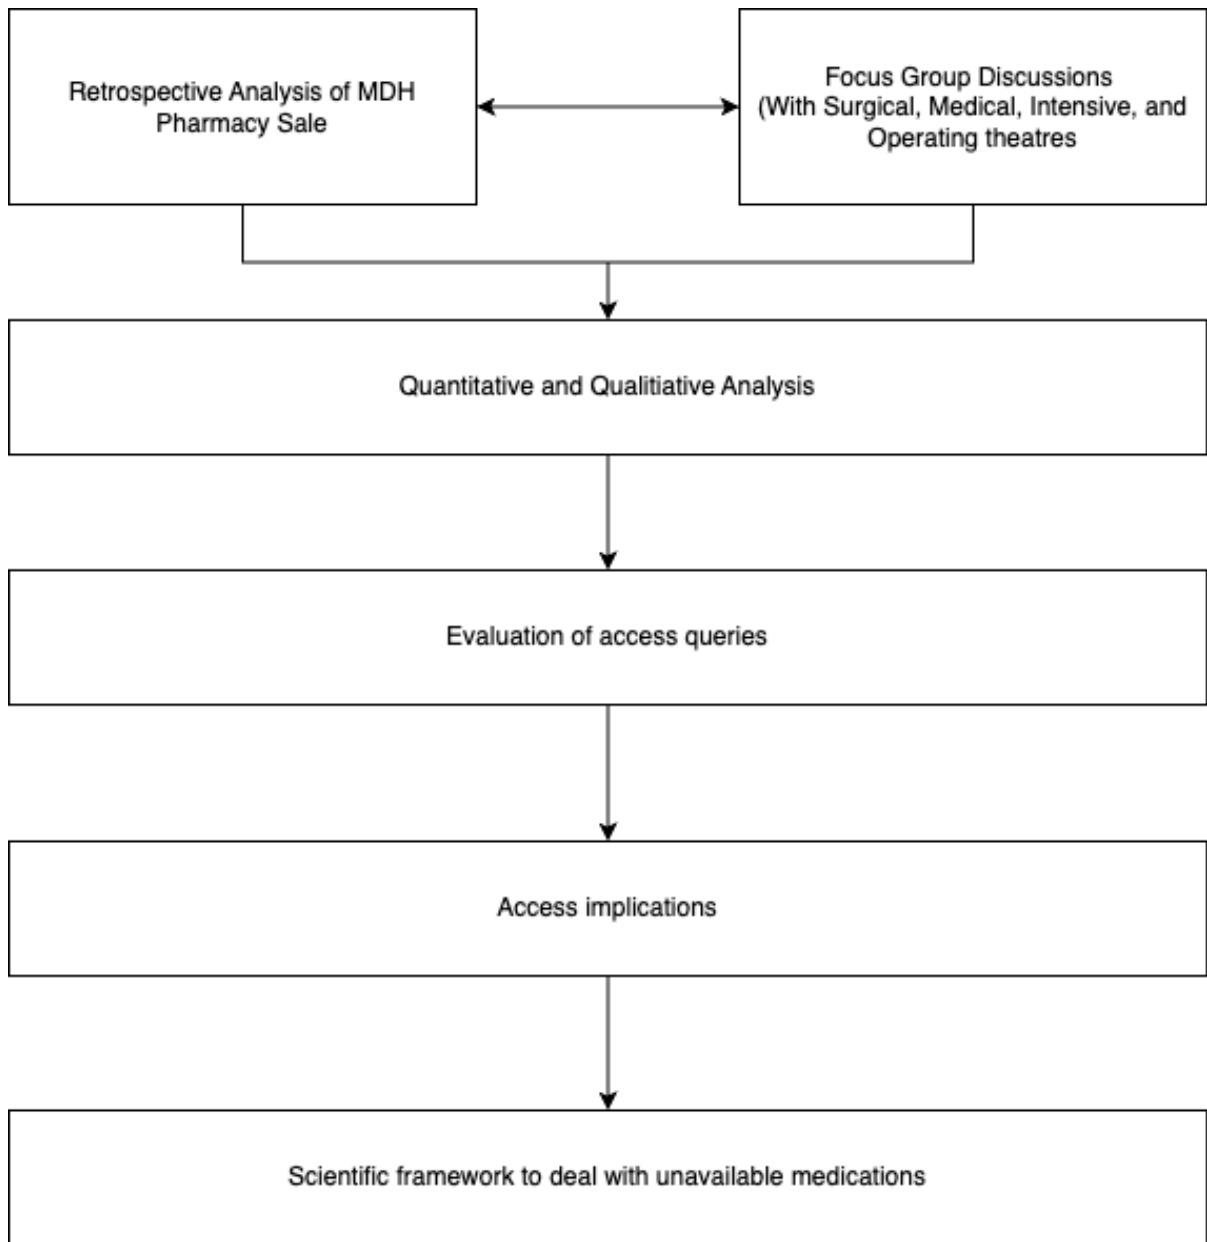 Retrospective Analysis of MDH
Pharmacy Sale
Focus Group Discussions
(With Surgical, Medical, Intensive, and
Operating theatres
Quantitative and Qualitiative Analysis
Evaluation of access queries
Access implications
Scientific framework to deal with unavailable medications